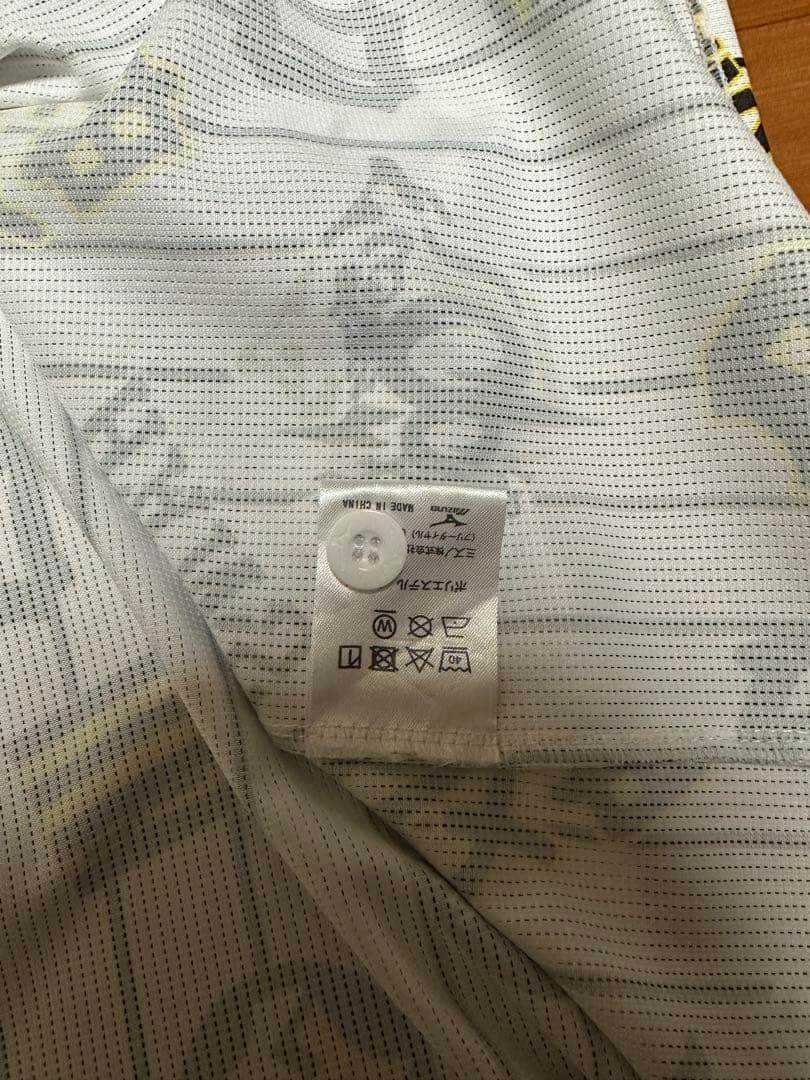 40
W
ポリエステル
ミズノ株式会社
(フリーダイヤル)
Mizuno
MADE IN CHINA